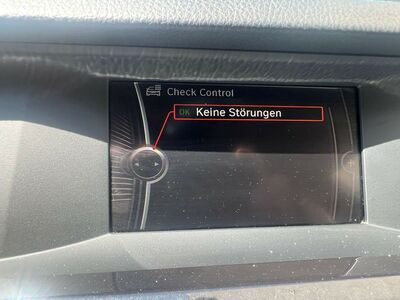 Check Control
OK Keine Störungen